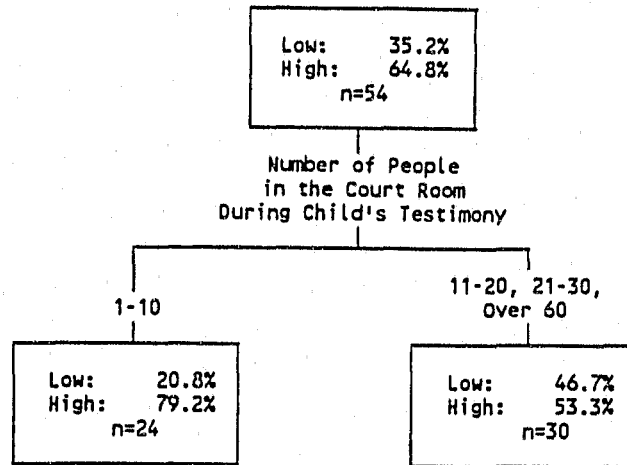 Low: 35.2%
High: 64.8%
n=54
Number of People
in the Court Room
During Child's Testimony
1-10
11-20, 21-30,
Over 60
Low: 20.8%
High: 79.2%
n=24
Low: 46.7%
High: 53.3%
n=30